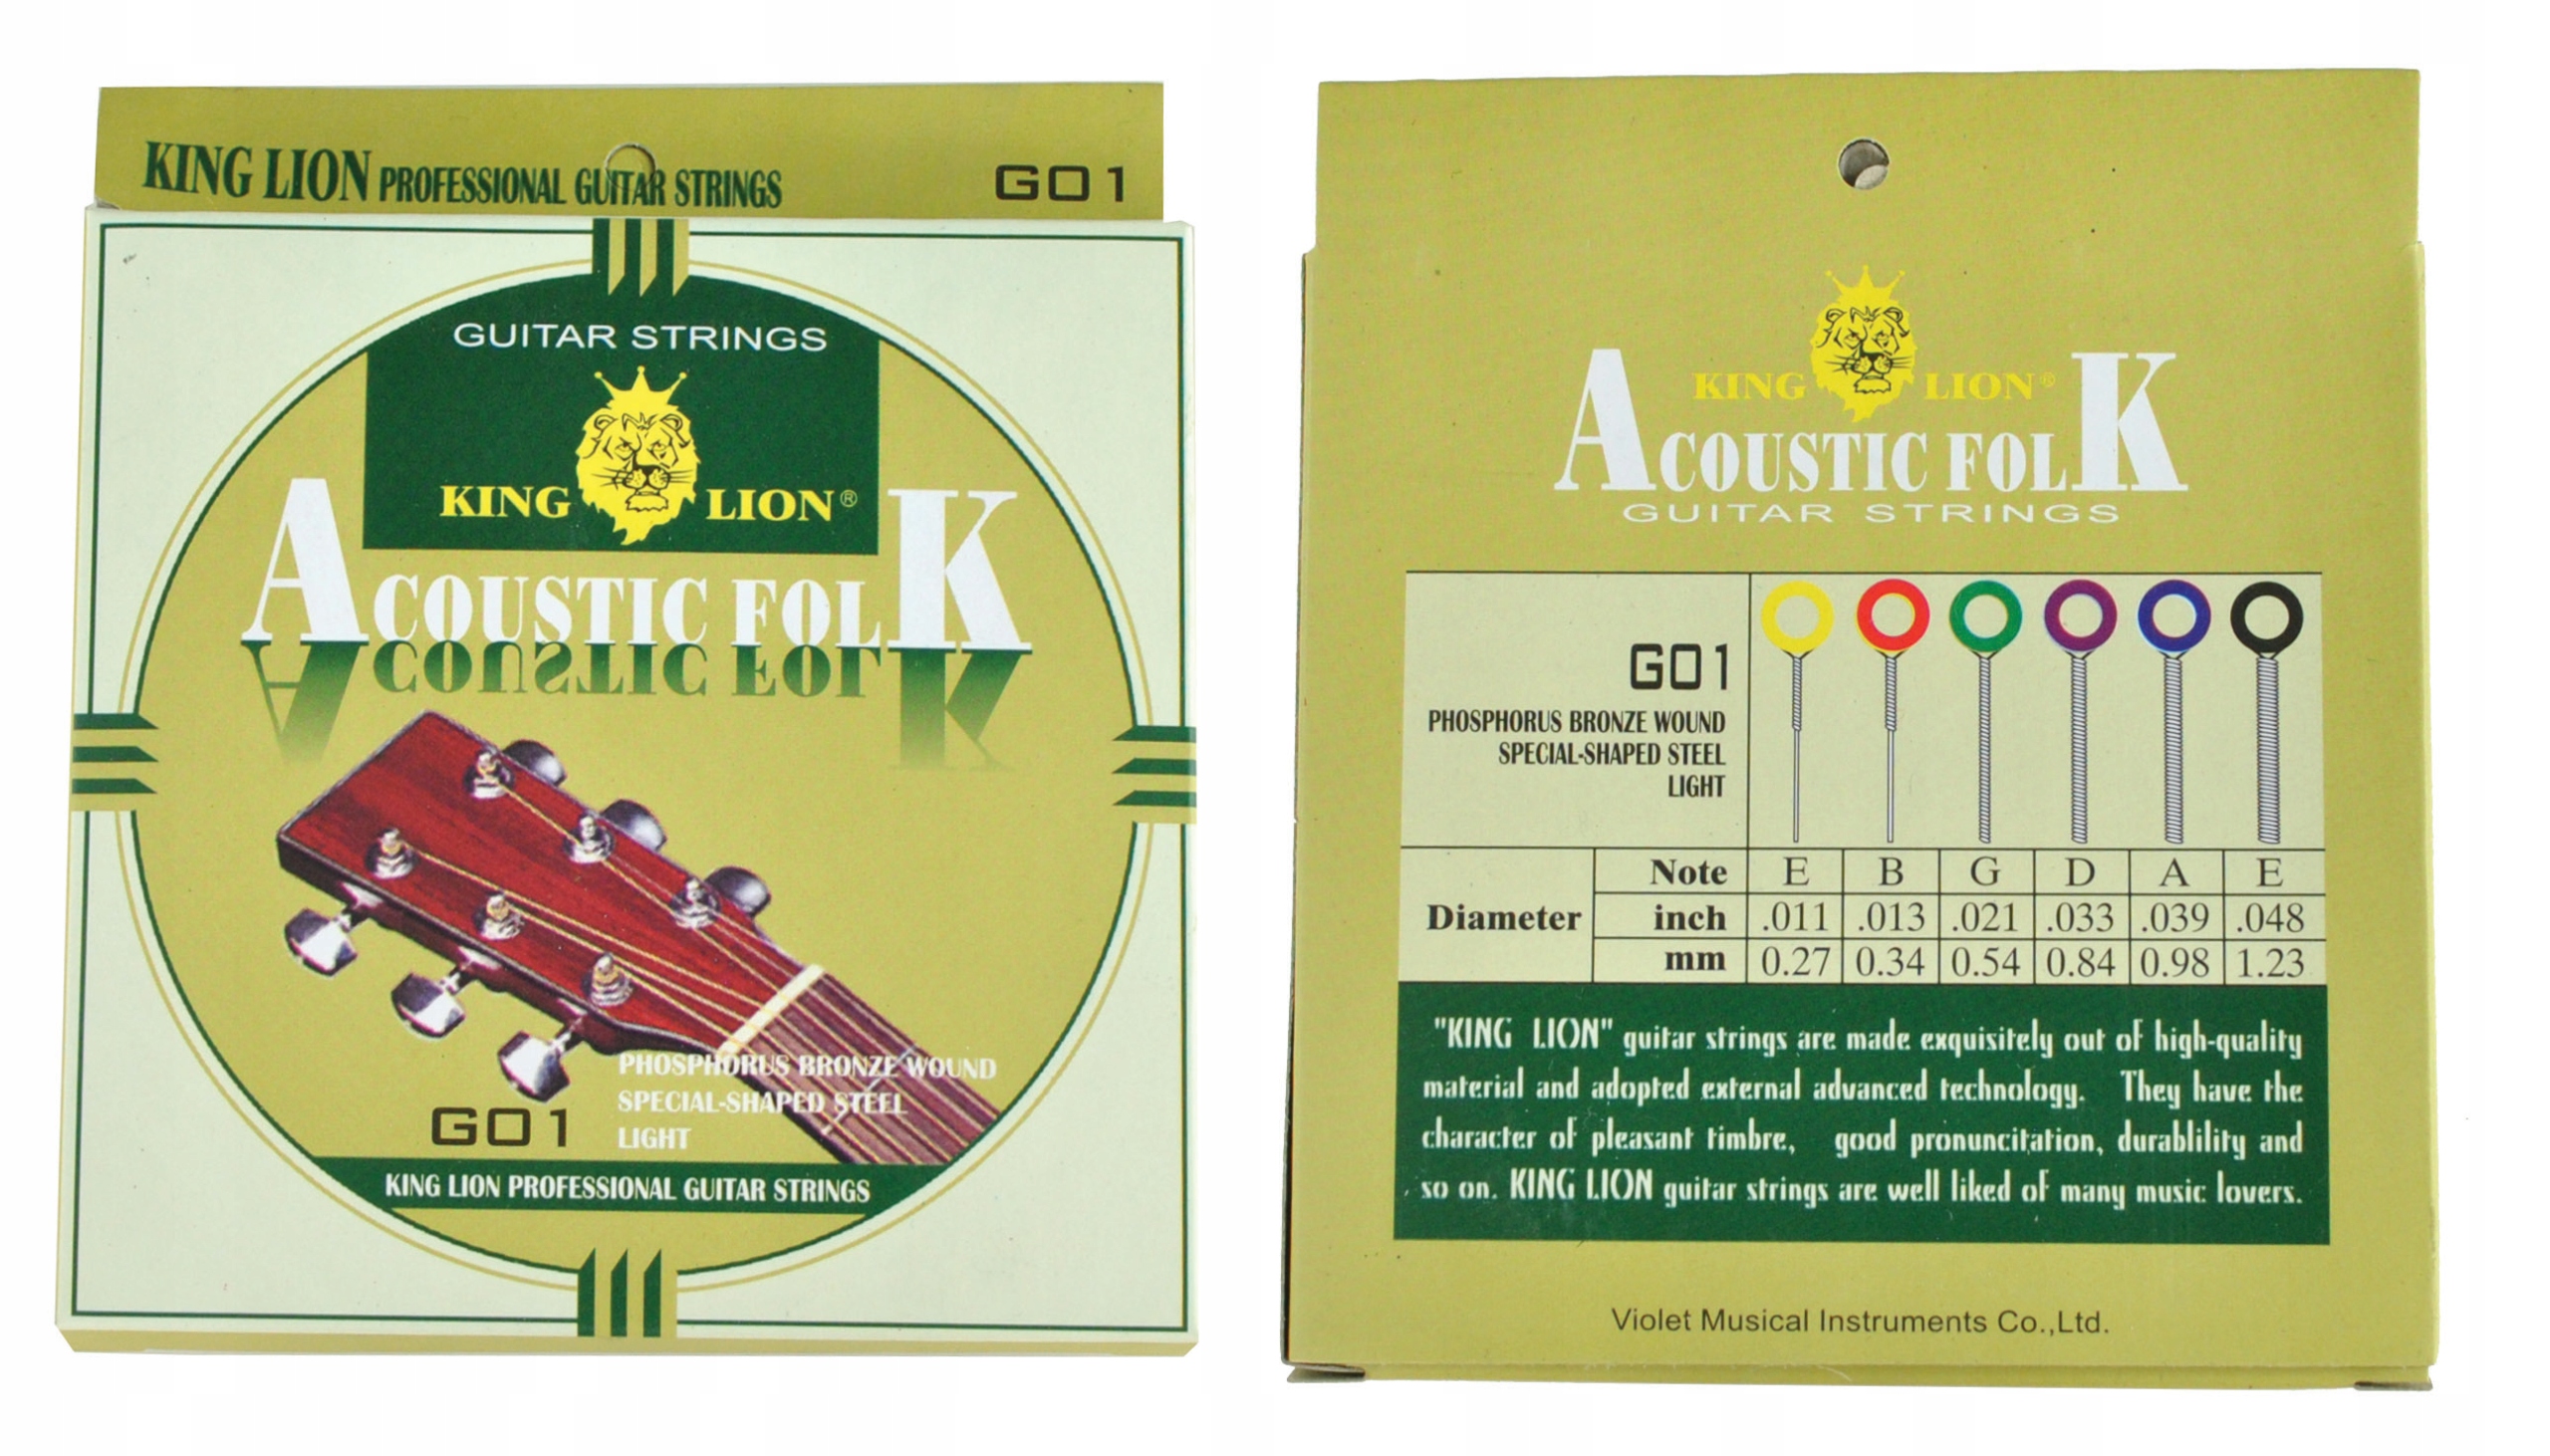 KING LION PROFESSIONAL GUITAR STRINGS G01
GUITAR STRINGS
KING LION®
ACOUSTIC FOLK
PHOSPHORUS BRONZE WOUND
SPECIAL-SHAPED STEEL
G01 LIGHT
KING LION PROFESSIONAL GUITAR STRINGS
KING LION®
ACOUSTIC FOLK
GUITAR STRINGS
G01
PHOSPHORUS BRONZE WOUND
SPECIAL-SHAPED STEEL
LIGHT
Note E B G D A E
Diameter inch .011 .013 .021 .033 .039 .048
mm 0.27 0.34 0.54 0.84 0.98 1.23
"KING LION" guitar strings are made exquisitely out of high-quality
material and adopted external advanced technology. They have the
character of pleasant timbre, good pronuncitation, durablility and
so on. KING LION guitar strings are well liked of many music lovers.
Violet Musical Instruments Co.,Ltd.